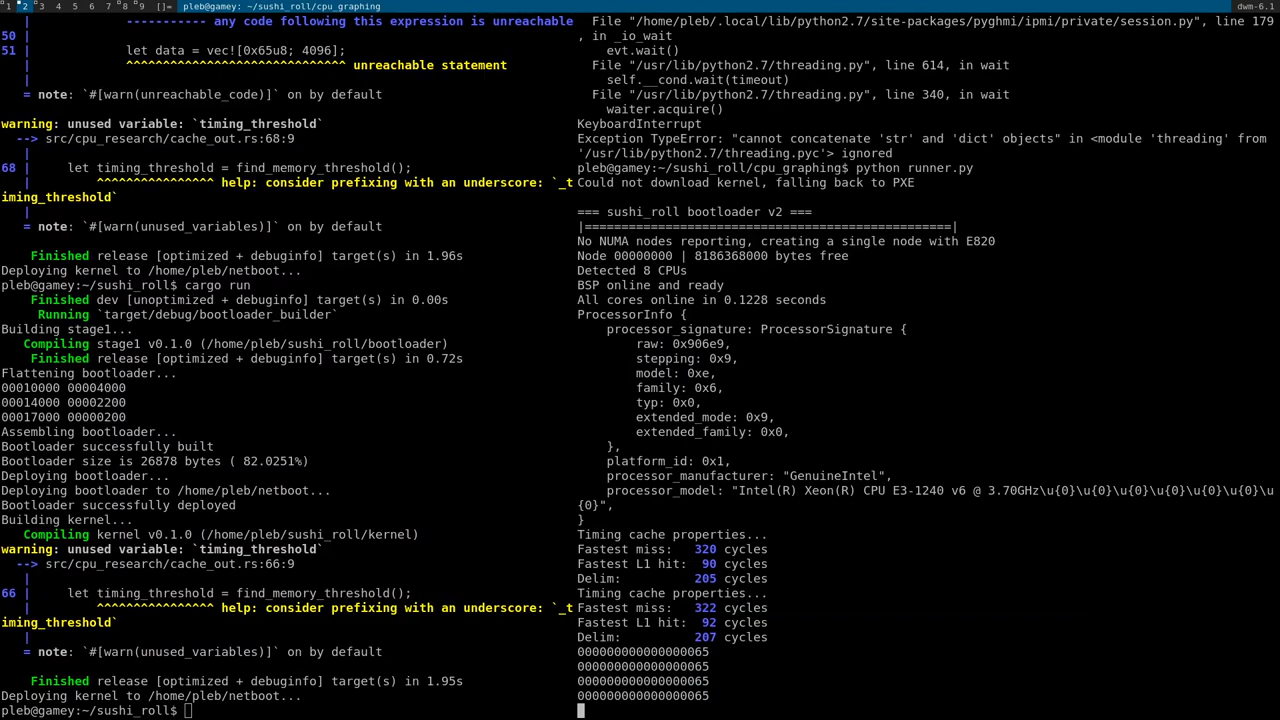 1 2 3 4 5 6 7 8 9 []= pleb@gamey: ~/sushi_roll/cpu_graphing dwm-6.1
| ----------- any code following this expression is unreachable
50 |
51 | let data = vec![0x65u8; 4096];
| ^^^^^^^^^^^^^^^^^^^^^^^^^^^^^ unreachable statement
|
= note: `#[warn(unreachable_code)]` on by default
warning: unused variable: `timing_threshold`
--> src/cpu_research/cache_out.rs:68:9
|
68 | let timing_threshold = find_memory_threshold();
| ^^^^^^^^^^^^^^^^ help: consider prefixing with an underscore: `_t
iming_threshold`
|
= note: `#[warn(unused_variables)]` on by default
Finished release [optimized + debuginfo] target(s) in 1.96s
Deploying kernel to /home/pleb/netboot...
pleb@gamey:~/sushi_roll$ cargo run
Finished dev [unoptimized + debuginfo] target(s) in 0.00s
Running `target/debug/bootloader_builder`
Building stage1...
Compiling stage1 v0.1.0 (/home/pleb/sushi_roll/bootloader)
Finished release [optimized + debuginfo] target(s) in 0.72s
Flattening bootloader...
00010000 00004000
00014000 00002200
00017000 00000200
Assembling bootloader...
Bootloader successfully built
Bootloader size is 26878 bytes ( 82.0251%)
Deploying bootloader...
Deploying bootloader to /home/pleb/netboot...
Bootloader successfully deployed
Building kernel...
Compiling kernel v0.1.0 (/home/pleb/sushi_roll/kernel)
warning: unused variable: `timing_threshold`
--> src/cpu_research/cache_out.rs:66:9
|
66 | let timing_threshold = find_memory_threshold();
| ^^^^^^^^^^^^^^^^ help: consider prefixing with an underscore: `_t
iming_threshold`
|
= note: `#[warn(unused_variables)]` on by default
Finished release [optimized + debuginfo] target(s) in 1.95s
Deploying kernel to /home/pleb/netboot...
pleb@gamey:~/sushi_roll$
File "/home/pleb/.local/lib/python2.7/site-packages/pyghmi/ipmi/private/session.py", line 179
, in _io_wait
evt.wait()
File "/usr/lib/python2.7/threading.py", line 614, in wait
self.__cond.wait(timeout)
File "/usr/lib/python2.7/threading.py", line 340, in wait
waiter.acquire()
KeyboardInterrupt
Exception TypeError: "cannot concatenate 'str' and 'dict' objects" in <module 'threading' from
'/usr/lib/python2.7/threading.pyc'> ignored
pleb@gamey:~/sushi_roll/cpu_graphing$ python runner.py
Could not download kernel, falling back to PXE
=== sushi_roll bootloader v2 ===
|==================================================|
No NUMA nodes reporting, creating a single node with E820
Node 00000000 | 8186368000 bytes free
Detected 8 CPUs
BSP online and ready
All cores online in 0.1228 seconds
ProcessorInfo {
processor_signature: ProcessorSignature {
raw: 0x906e9,
stepping: 0x9,
model: 0xe,
family: 0x6,
typ: 0x0,
extended_mode: 0x9,
extended_family: 0x0,
},
platform_id: 0x1,
processor_manufacturer: "GenuineIntel",
processor_model: "Intel(R) Xeon(R) CPU E3-1240 v6 @ 3.70GHz\u{0}\u{0}\u{0}\u{0}\u{0}\u{0}\u
{0}",
}
Timing cache properties...
Fastest miss: 320 cycles
Fastest L1 hit: 90 cycles
Delim: 205 cycles
Timing cache properties...
Fastest miss: 322 cycles
Fastest L1 hit: 92 cycles
Delim: 207 cycles
000000000000000065
000000000000000065
000000000000000065
000000000000000065